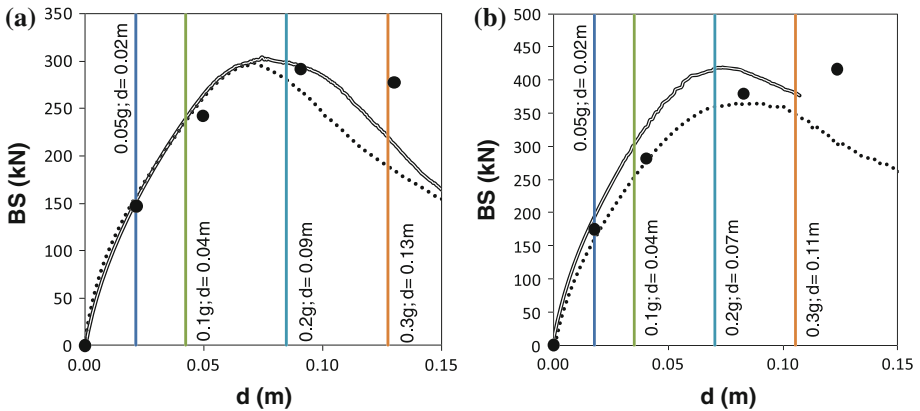 (a)
BS (kN)
350
300
250
200
150
100
50
0
0.05g; d= 0.02m
0.1g; d= 0.04m
0.2g; d= 0.09m
0.3g; d= 0.13m
0.00
0.05
0.10
0.15
d (m)
(b)
BS (kN)
500
450
400
350
300
250
200
150
100
50
0
0.05g; d= 0.02m
0.1g; d= 0.04m
0.2g; d= 0.07m
0.3g; d= 0.11m
0.00
0.05
0.10
0.15
d (m)